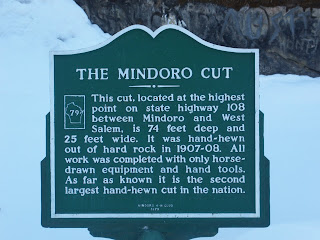 THE MINDORO CUT
79
This cut, located at the highest
point on state highway 108
between Mindoro and West
Salem, is 74 feet deep and
25 feet wide. It was hand-hewn
out of hard rock in 1907-08. All
work was completed with only horse-
drawn equipment and hand tools.
As far as known it is the second
largest hand-hewn cut in the nation.